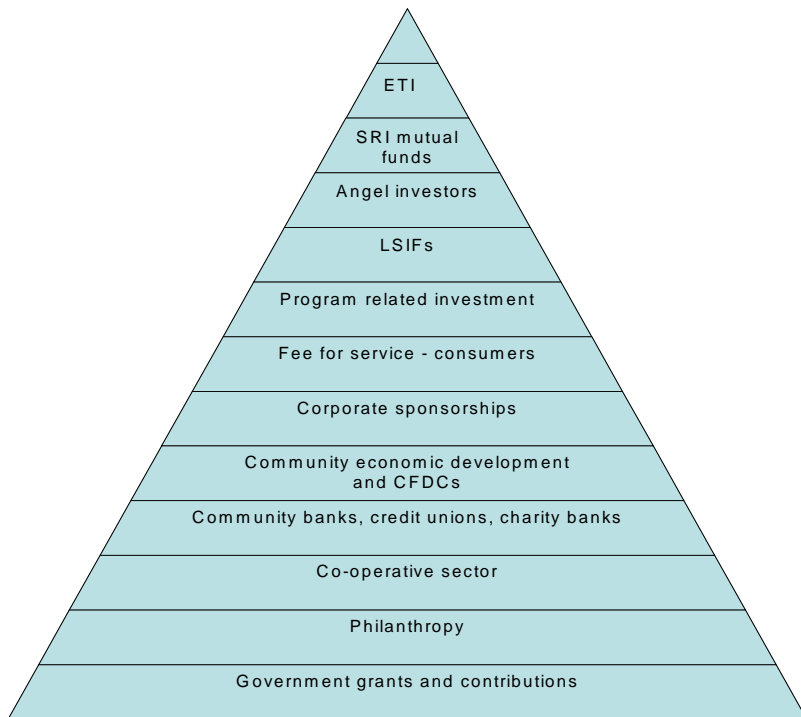 ETI
SRI mutual
funds
Angel investors
LSIFs
Program related investment
Fee for service - consumers
Corporate sponsorships
Community economic development
and CFDCs
Community banks, credit unions, charity banks
Co-operative sector
Philanthropy
Government grants and contributions